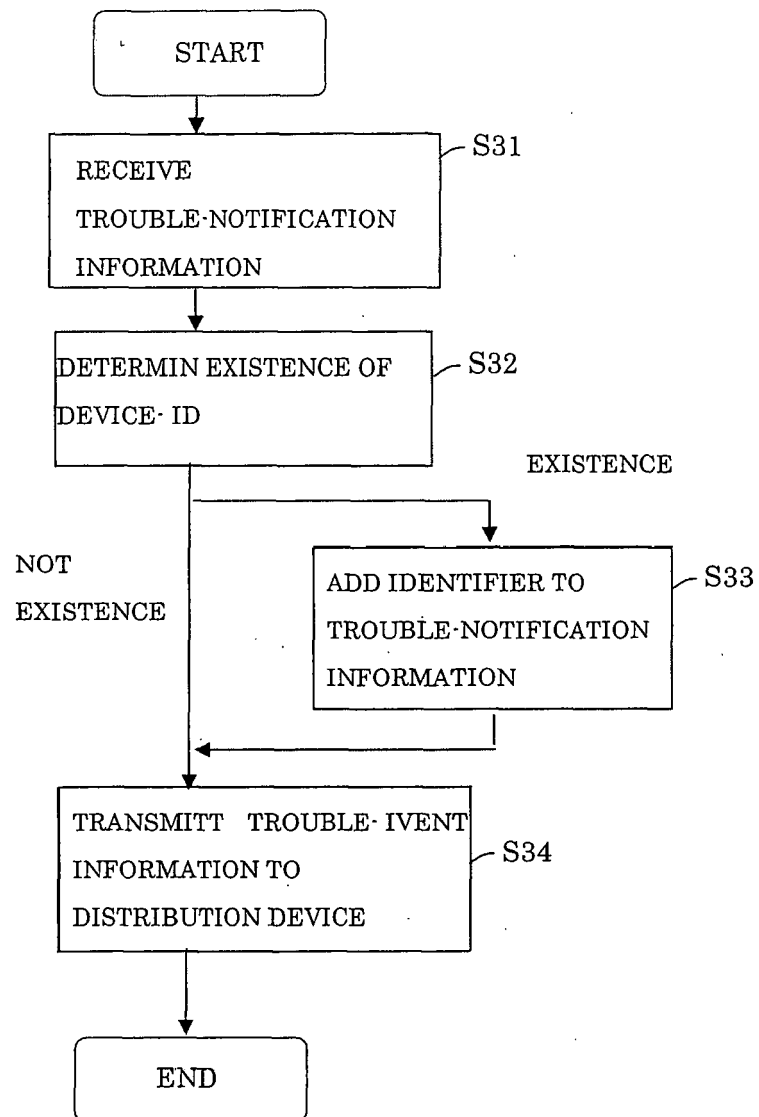 START
S31
RECEIVE
TROUBLE-NOTIFICATION
INFORMATION
DETERMIN EXISTENCE OF
DEVICE- ID
S32
EXISTENCE
NOT
EXISTENCE
ADD IDENTIFIER TO
TROUBLE-NOTIFICATION
INFORMATION
S33
TRANSMITT TROUBLE- IVENT
INFORMATION TO
DISTRIBUTION DEVICE
S34
END